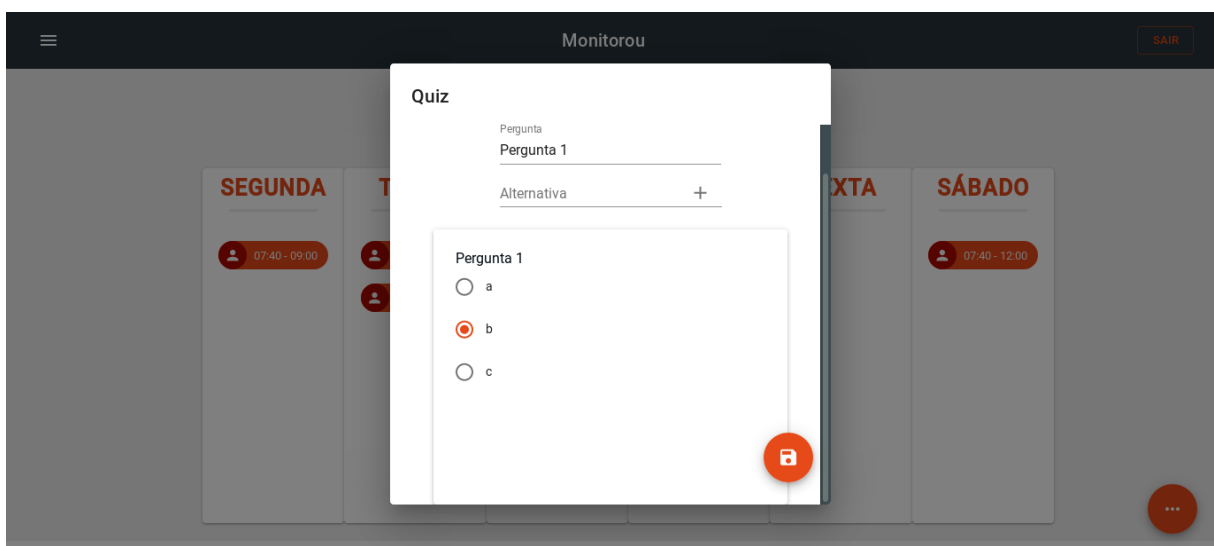 Monitorou
SAIR
Quiz
Pergunta
Pergunta 1
Alternativa
Pergunta 1
a
b
c
SEGUNDA
T
XTA
SÁBADO
07:40 - 09:00
07:40 - 12:00